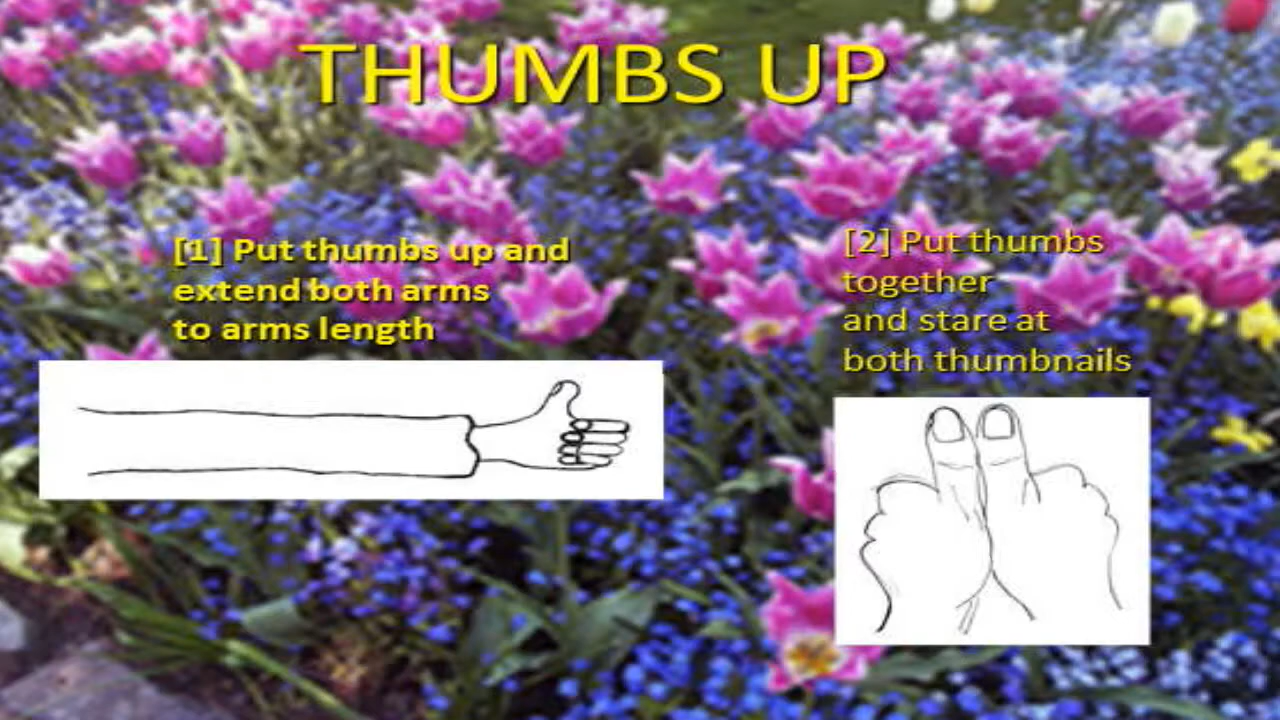 THUMBS UP
[1] Put thumbs up and
extend both arms
to arms length
[2] Put thumbs
together
and stare at
both thumbnails